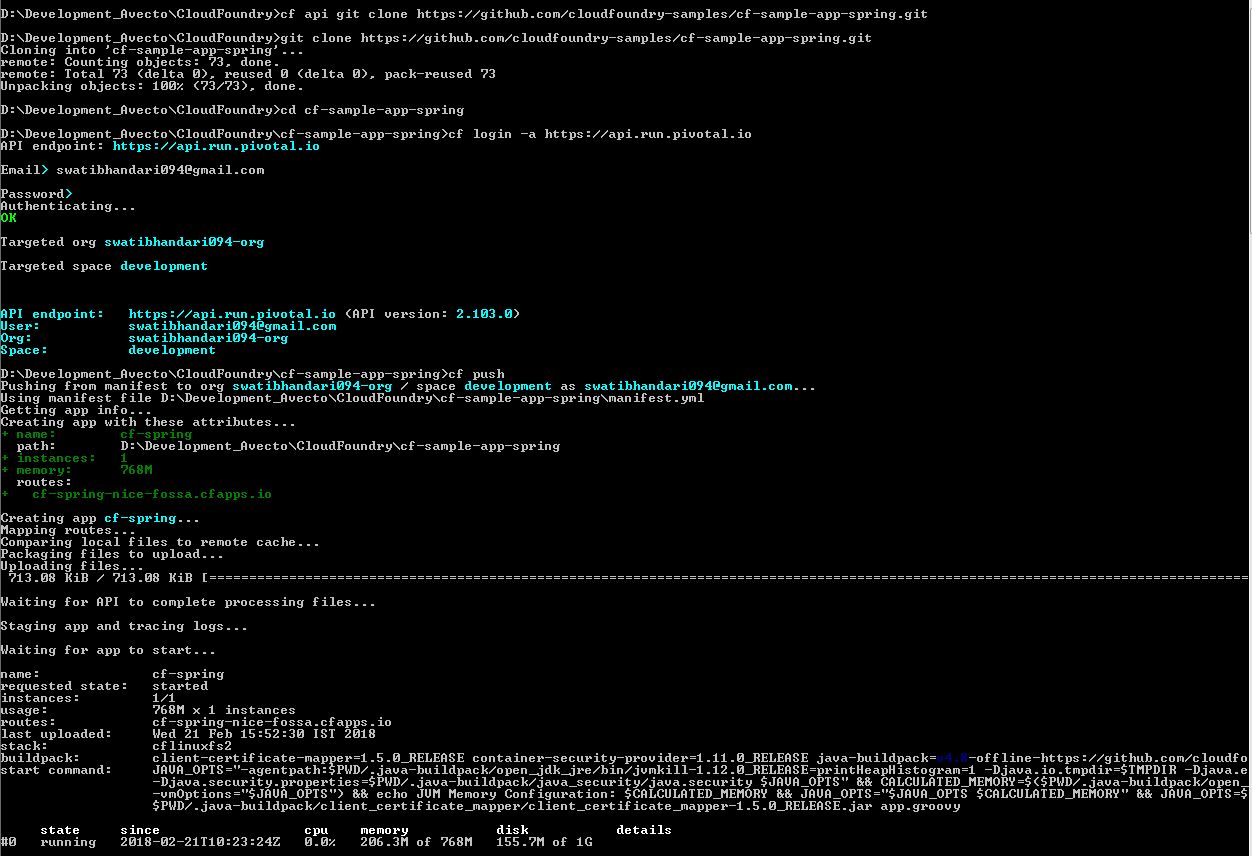 D:\Development_Avecto\CloudFoundry>cf api git clone https://github.com/cloudfoundry-samples/cf-sample-app-spring.git
D:\Development_Avecto\CloudFoundry>git clone https://github.com/cloudfoundry-samples/cf-sample-app-spring.git
Cloning into 'cf-sample-app-spring'...
remote: Counting objects: 73, done.
remote: Total 73 (delta 0), reused 0 (delta 0), pack-reused 73
Unpacking objects: 100% (73/73), done.
D:\Development_Avecto\CloudFoundry>cd cf-sample-app-spring
D:\Development_Avecto\CloudFoundry\cf-sample-app-spring>cf login -a https://api.run.pivotal.io
API endpoint: https://api.run.pivotal.io
Email> swatibhandari094@gmail.com
Password>
Authenticating...
OK
Targeted org swatibhandari094-org
Targeted space development
API endpoint:   https://api.run.pivotal.io (API version: 2.103.0)
User:           swatibhandari094@gmail.com
Org:            swatibhandari094-org
Space:          development
D:\Development_Avecto\CloudFoundry\cf-sample-app-spring>cf push
Pushing from manifest to org swatibhandari094-org / space development as swatibhandari094@gmail.com...
Using manifest file D:\Development_Avecto\CloudFoundry\cf-sample-app-spring\manifest.yml
Getting app info...
Creating app with these attributes...
+ name:        cf-spring
  path:        D:\Development_Avecto\CloudFoundry\cf-sample-app-spring
+ instances:   1
+ memory:      768M
  routes:
+   cf-spring-nice-fossa.cfapps.io
Creating app cf-spring...
Mapping routes...
Comparing local files to remote cache...
Packaging files to upload...
Uploading files...
 713.08 KiB / 713.08 KiB [==================================================================================================================================
Waiting for API to complete processing files...
Staging app and tracing logs...
Waiting for app to start...
name:              cf-spring
requested state:   started
instances:         1/1
usage:             768M x 1 instances
routes:            cf-spring-nice-fossa.cfapps.io
last uploaded:     Wed 21 Feb 15:52:30 IST 2018
stack:             cflinuxfs2
buildpack:         client-certificate-mapper=1.5.0_RELEASE container-security-provider=1.11.0_RELEASE java-buildpack=v4.8-offline-https://github.com/cloudfo
start command:     JAVA_OPTS="-agentpath:$PWD/.java-buildpack/open_jdk_jre/bin/jvmkill-1.12.0_RELEASE=printHeapHistogram=1 -Djava.io.tmpdir=$TMPDIR -Djava.e
                   -Djava.security.properties=$PWD/.java-buildpack/java_security/java.security $JAVA_OPTS" && CALCULATED_MEMORY=$($PWD/.java-buildpack/open_
                   -vmOptions="$JAVA_OPTS") && echo JVM Memory Configuration: $CALCULATED_MEMORY && JAVA_OPTS="$JAVA_OPTS $CALCULATED_MEMORY" && JAVA_OPTS=$
                   $PWD/.java-buildpack/client_certificate_mapper/client_certificate_mapper-1.5.0_RELEASE.jar app.groovy
     state     since                  cpu    memory          disk          details
#0   running   2018-02-21T10:23:24Z   0.0%   206.3M of 768M   155.7M of 1G